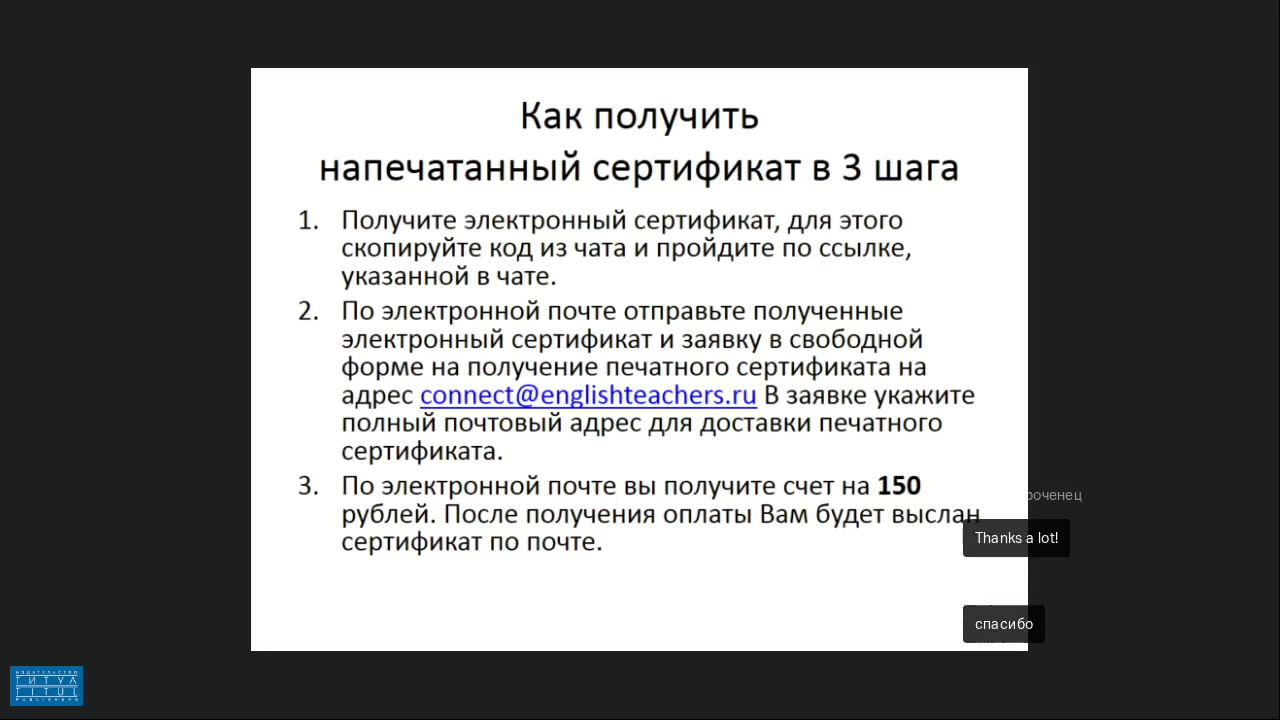 Как получить
напечатанный сертификат в 3 шага
1. Получите электронный сертификат, для этого
скопируйте код из чата и пройдите по ссылке,
указанной в чате.
2. По электронной почте отправьте полученные
электронный сертификат и заявку в свободной
форме на получение печатного сертификата на
адрес connect@englishteachers.ru В заявке укажите
полный почтовый адрес для доставки печатного
сертификата.
3. По электронной почте вы получите счет на 150
рублей. После получения оплаты Вам будет выслан
сертификат по почте.
Thanks a lot!
спасибо
ИЗДАТЕЛЬСТВО
ТИТУЛ
TITUL
PUBLISHERS